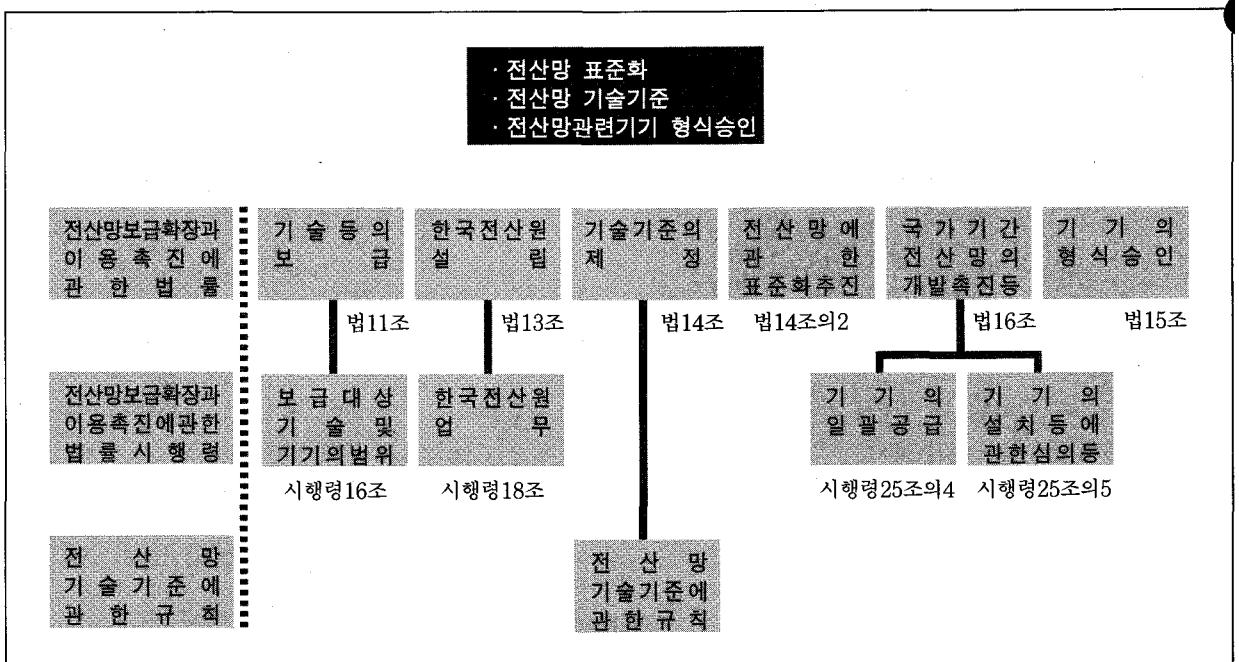 · 전산망 표준화
· 전산망 기술기준
· 전산망관련기기 형식승인
전산망보급확장과
이용촉진에
관한법률
기술등의
보급
한국전산원
설립
기술기준의
제정
전산망에
관한
표준화추진
국가기간
전산망의
개발촉진등
기기의
형식승인
법11조
법13조
법14조
법14조의2
법16조
법15조
전산망보급확장과
이용촉진에관한
법률시행령
보급대상
기술및
기기의범위
한국전산원
업무
기기의
일괄공급
기기의
설치등에
관한심의등
시행령16조
시행령18조
시행령25조의4
시행령25조의5
전산망
기술기준에
관한규칙
전산망
기술기준에
관한규칙